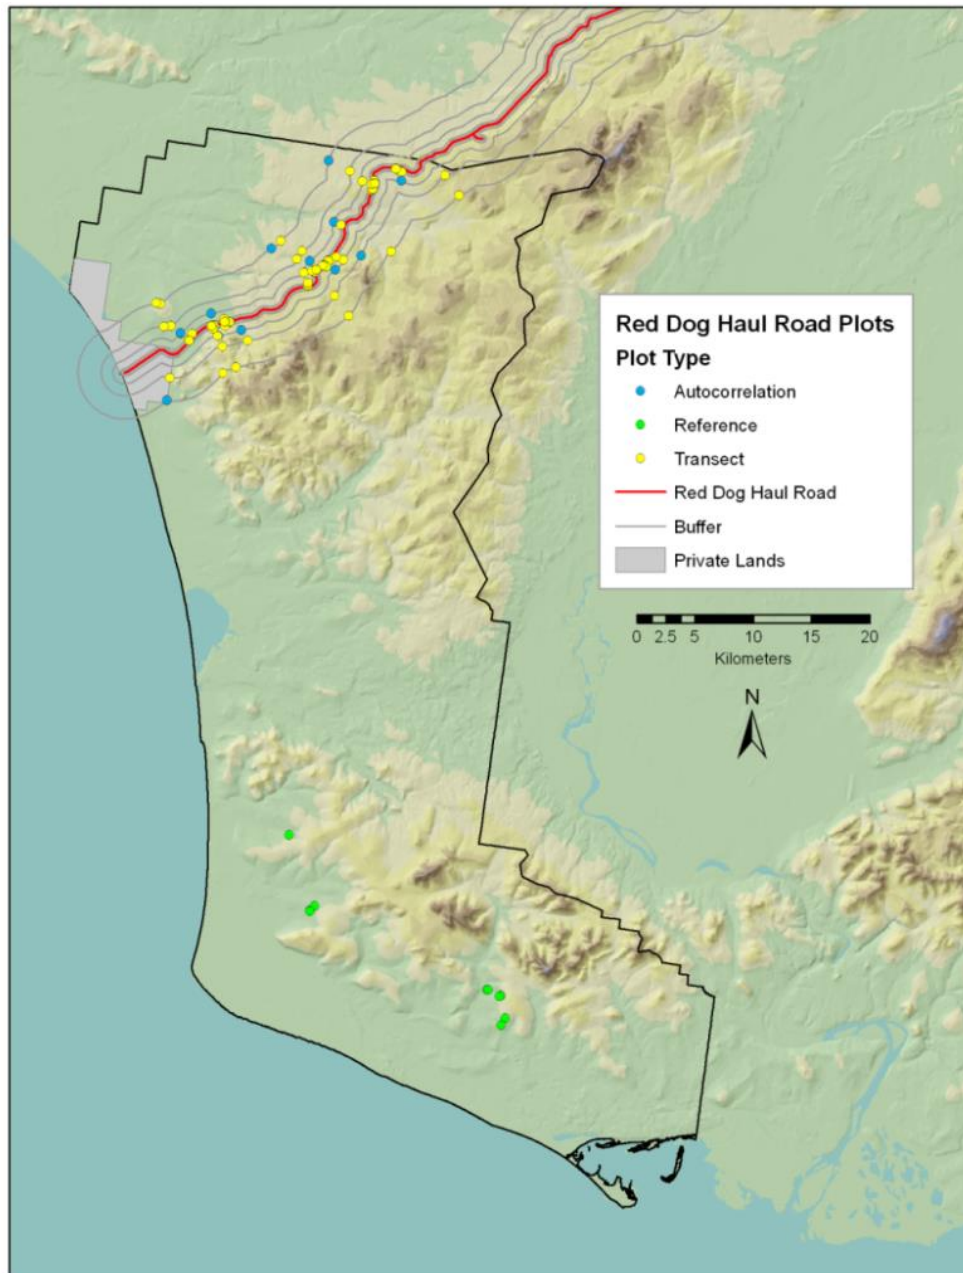 Red Dog Haul Road Plots
Plot Type
Autocorrelation
Reference
Transect
Red Dog Haul Road
Buffer
Private Lands
0 2.5 5 10 15 20
Kilometers
N